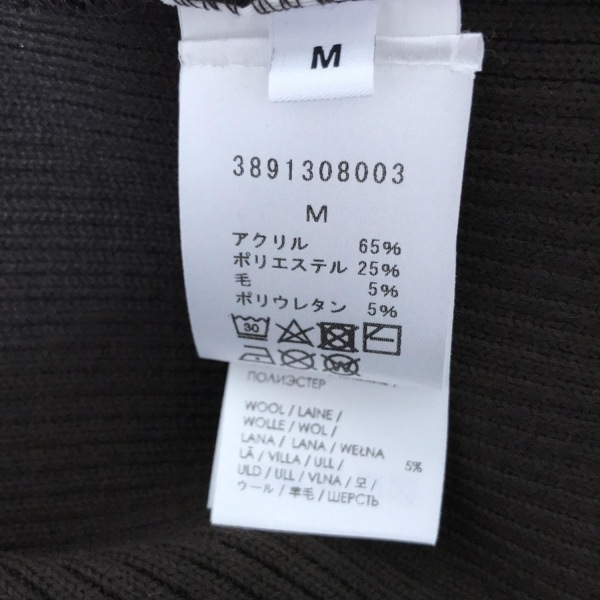 M
3891308003
M
アクリル 65%
ポリエステル 25%
毛 5%
ポリウレタン 5%
30
W
ПОЛИЭСТЕР
WOOL / LAINE /
WOLLE / WOL /
LANA / LANA / WEŁNA
LÃ / VILLA / ULL / 5%
ULD / ULL / VLNA / 모 /
ウール / 羊毛 / ШЕРСТЬ